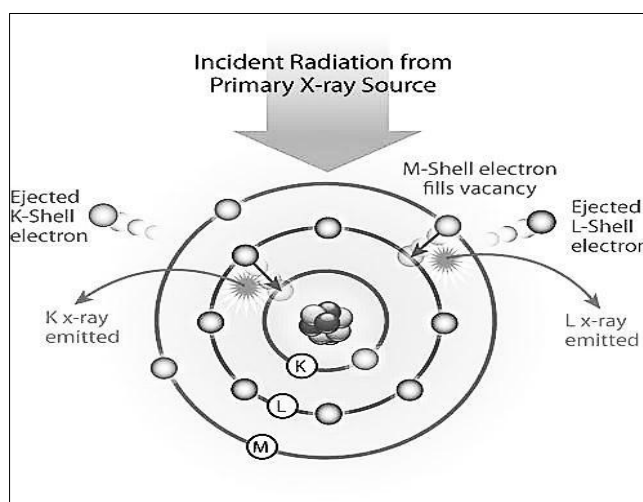 Incident Radiation from
Primary X-ray Source
M-Shell electron
fills vacancy
Ejected
K-Shell
electron
Ejected
L-Shell
electron
K x-ray
emitted
L x-ray
emitted
K
L
M